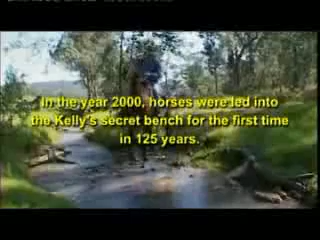 In the year 2000, horses were led into
the Kelly's secret bench for the first time
in 125 years.